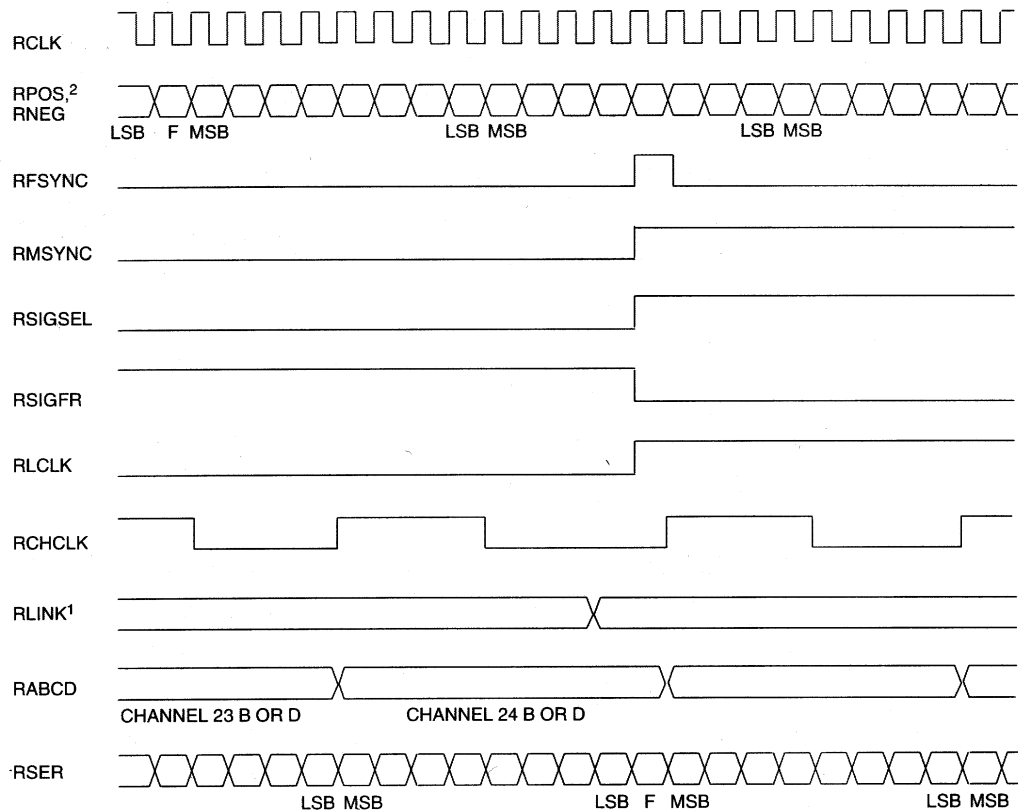 RCLK
RPOS,2
RNEG
LSB F MSB LSB MSB LSB MSB
RFSYNC
RMSYNC
RSIGSEL
RSIGFR
RLCLK
RCHCLK
RLINK1
RABCD
CHANNEL 23 B OR D CHANNEL 24 B OR D
RSER
LSB MSB LSB F MSB LSB MSB